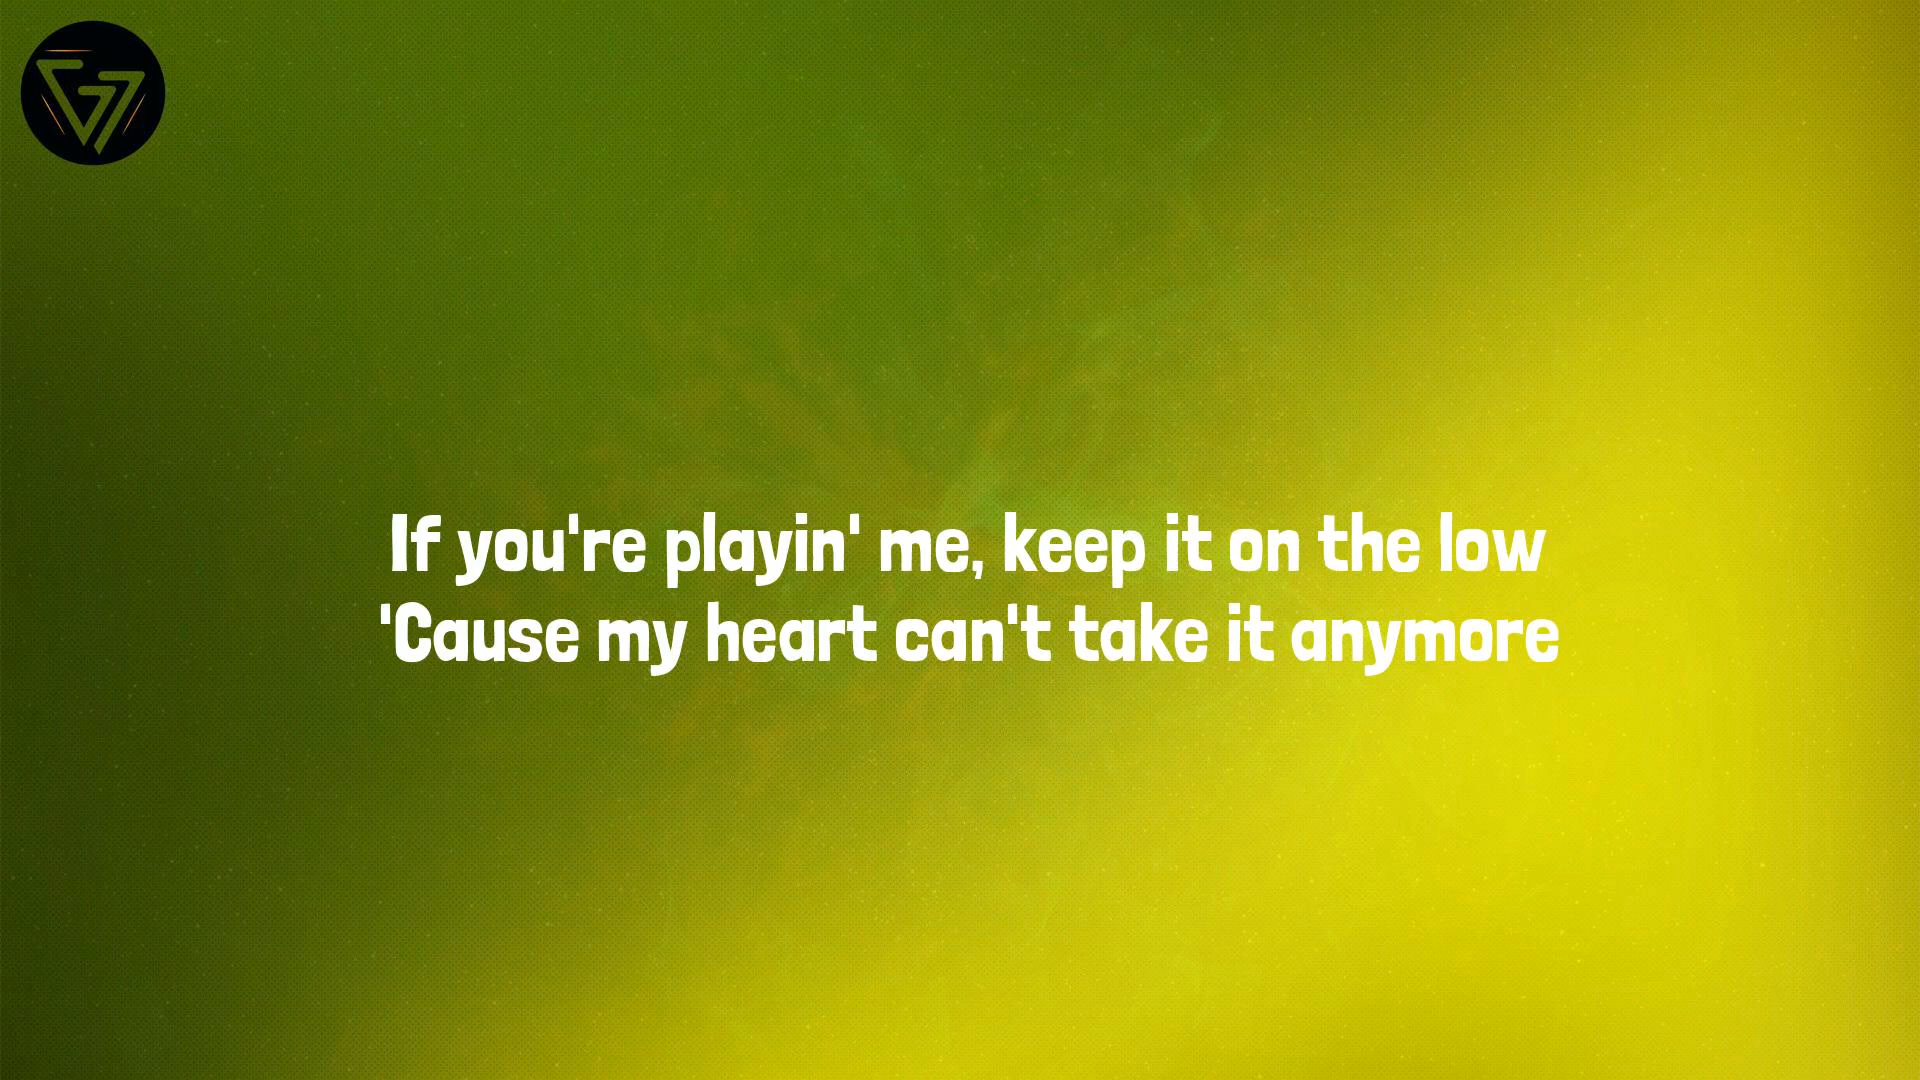 If you're playin' me, keep it on the low
'Cause my heart can't take it anymore